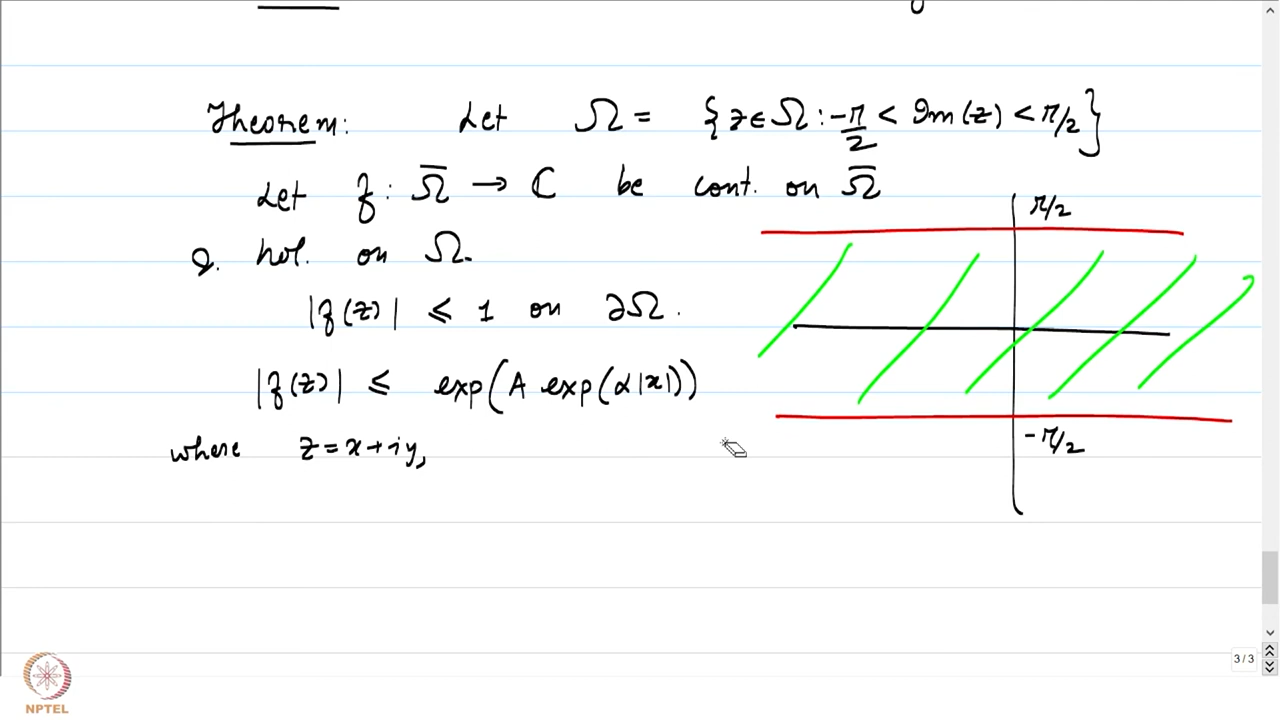 Theorem: Let Ω = {z ∈ Ω : -π/2 < Im(z) < π/2}
Let f : Ω̄ → ℂ be cont. on Ω̄
& hol. on Ω.
|f(z)| ≤ 1 on ∂Ω.
|f(z)| ≤ exp(A exp(α|x|))
where z = x + iy,
π/2
-π/2
3 / 3
NPTEL